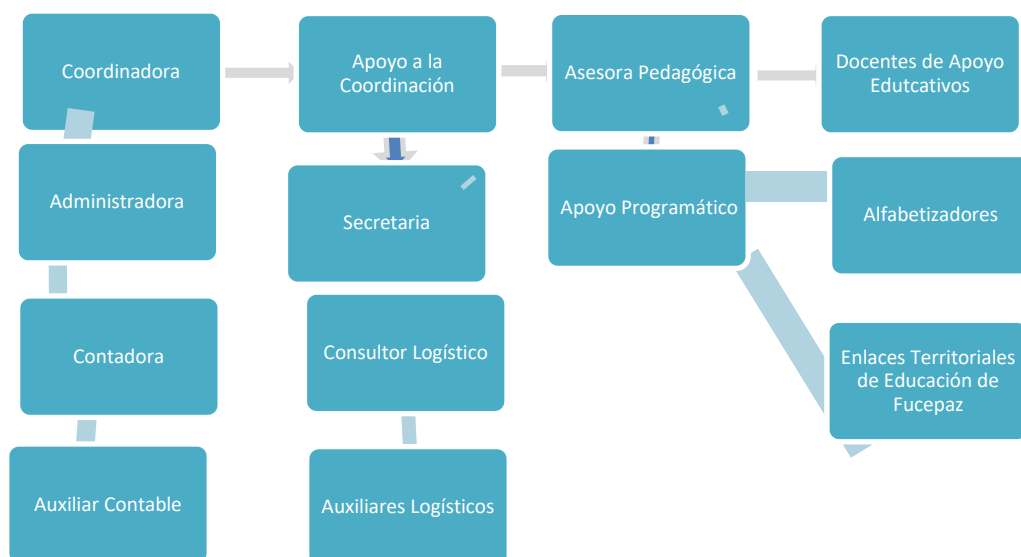 Coordinadora
Apoyo a la
Coordinación
Asesora Pedagógica
Docentes de Apoyo
Edutcativos
Administradora
Secretaria
Apoyo Programático
Alfabetizadores
Contadora
Consultor Logístico
Enlaces Territoriales
de Educación de
Fucepaz
Auxiliar Contable
Auxiliares Logísticos